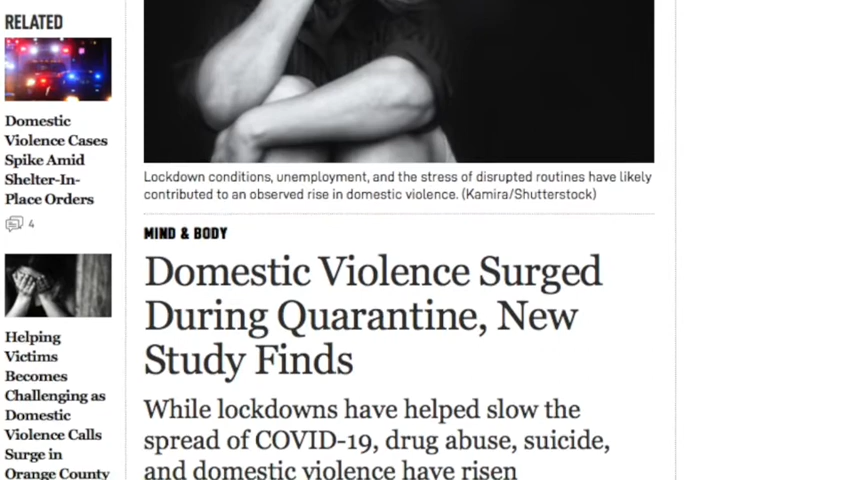 RELATED
Domestic
Violence Cases
Spike Amid
Shelter-In-
Place Orders
4
Helping
Victims
Becomes
Challenging as
Domestic
Violence Calls
Surge in
Orange County
Lockdown conditions, unemployment, and the stress of disrupted routines have likely
contributed to an observed rise in domestic violence. (Kamira/Shutterstock)
MIND & BODY
Domestic Violence Surged
During Quarantine, New
Study Finds
While lockdowns have helped slow the
spread of COVID-19, drug abuse, suicide,
and domestic violence have risen